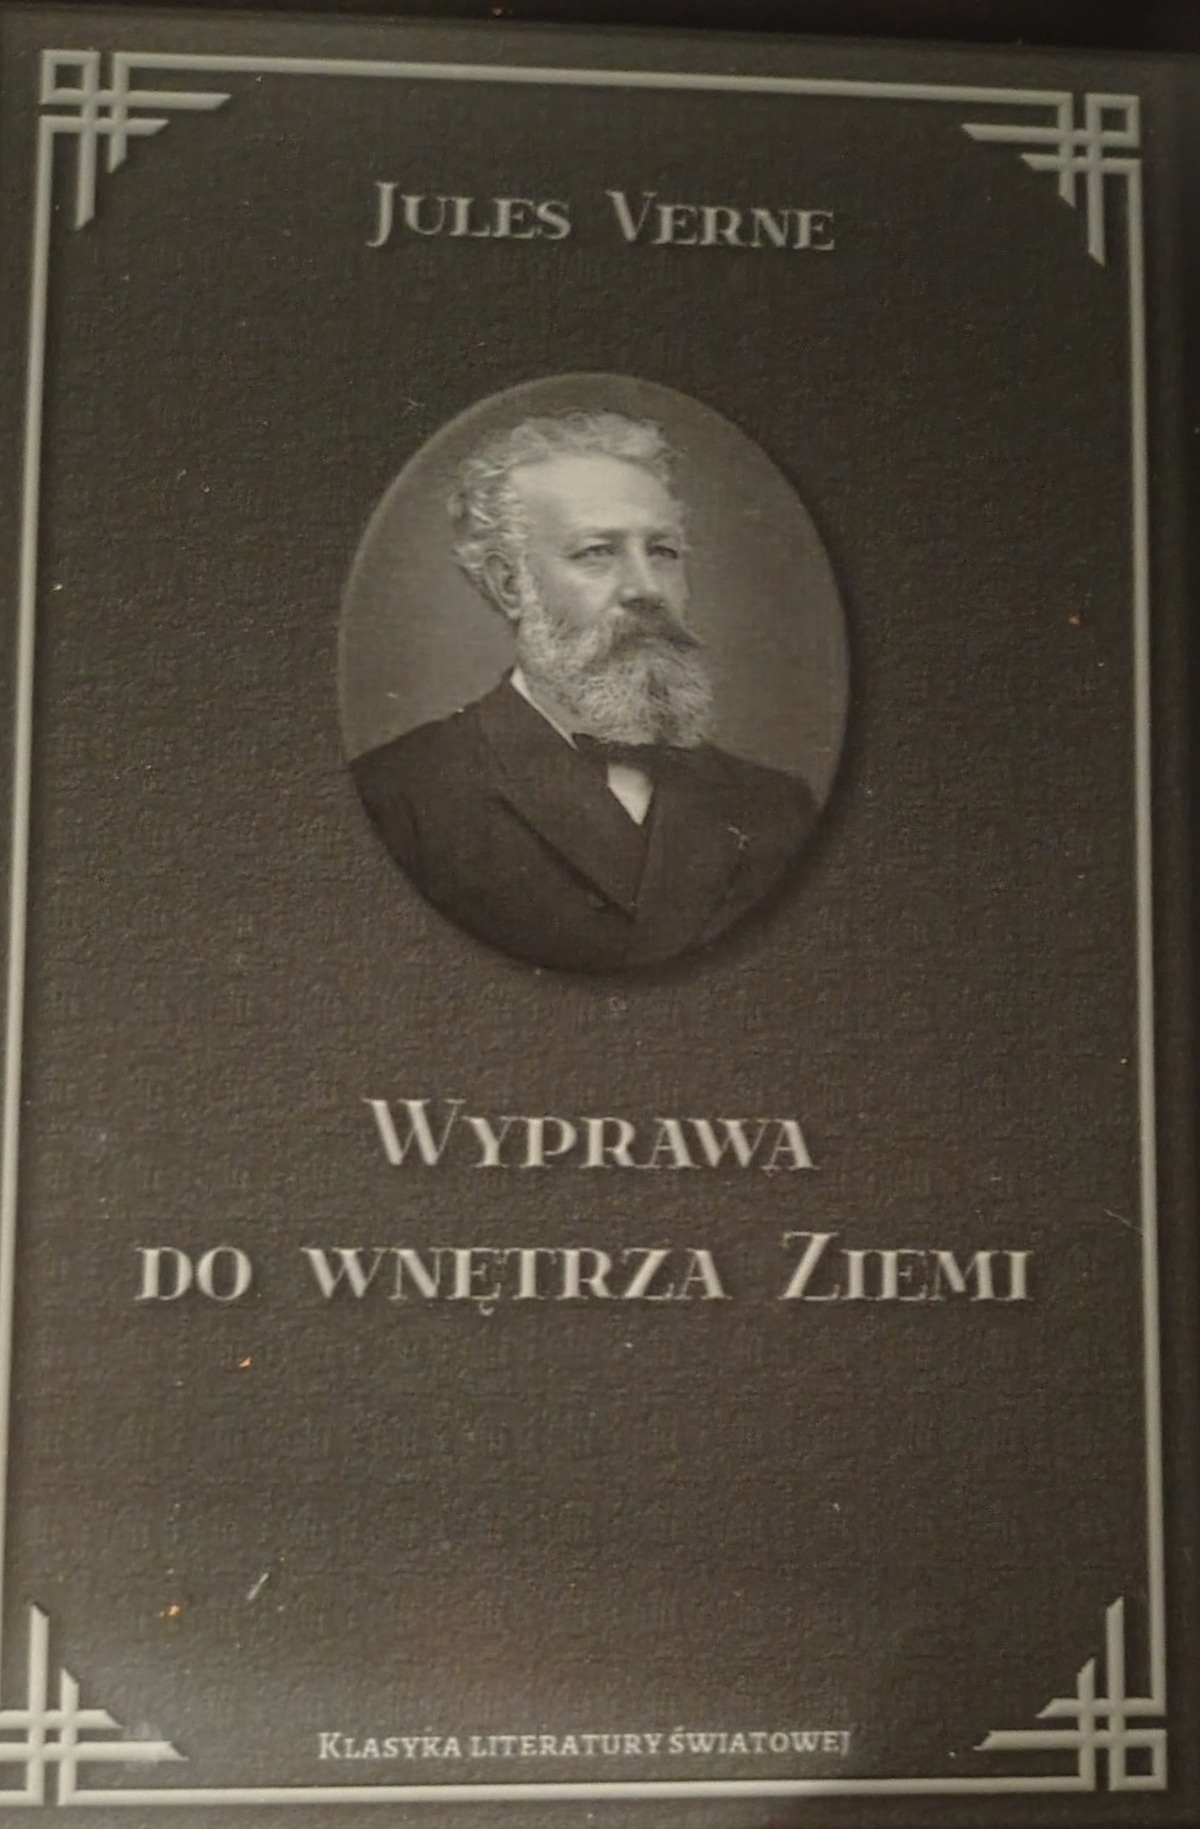 Jules Verne
Wyprawa
do wnętrza Ziemi
Klasyka literatury światowej